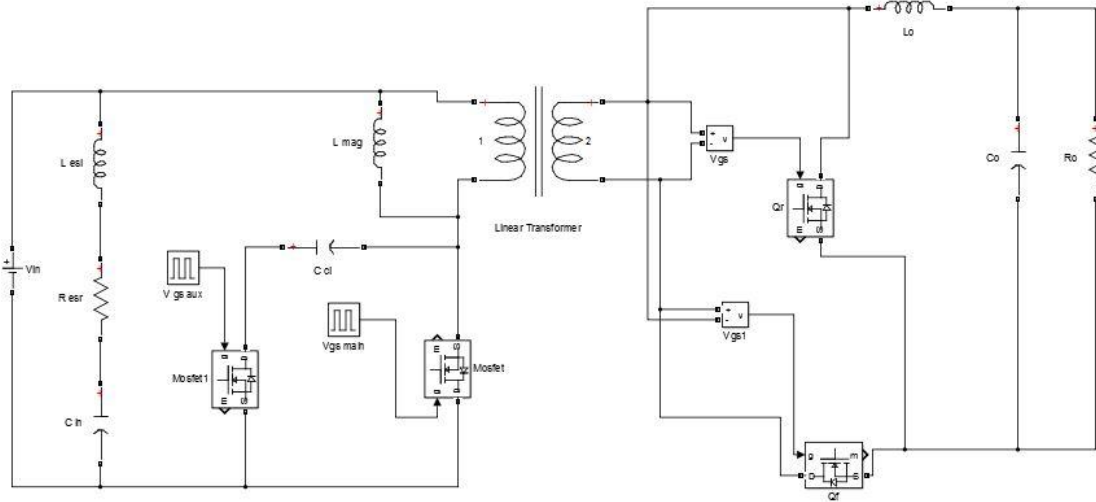 Lo
L esl
L mag
1
2
+
-
v
Vgs
Co
Ro
Qr
g
D
m
S
Linear Transformer
+
Vin
C cl
V gs aux
R esr
Vgs main
+
-
v
Vgs1
Mosfet1
g
D
m
S
Mosfet
m
S
g
D
C in
g
m
D
S
Qf